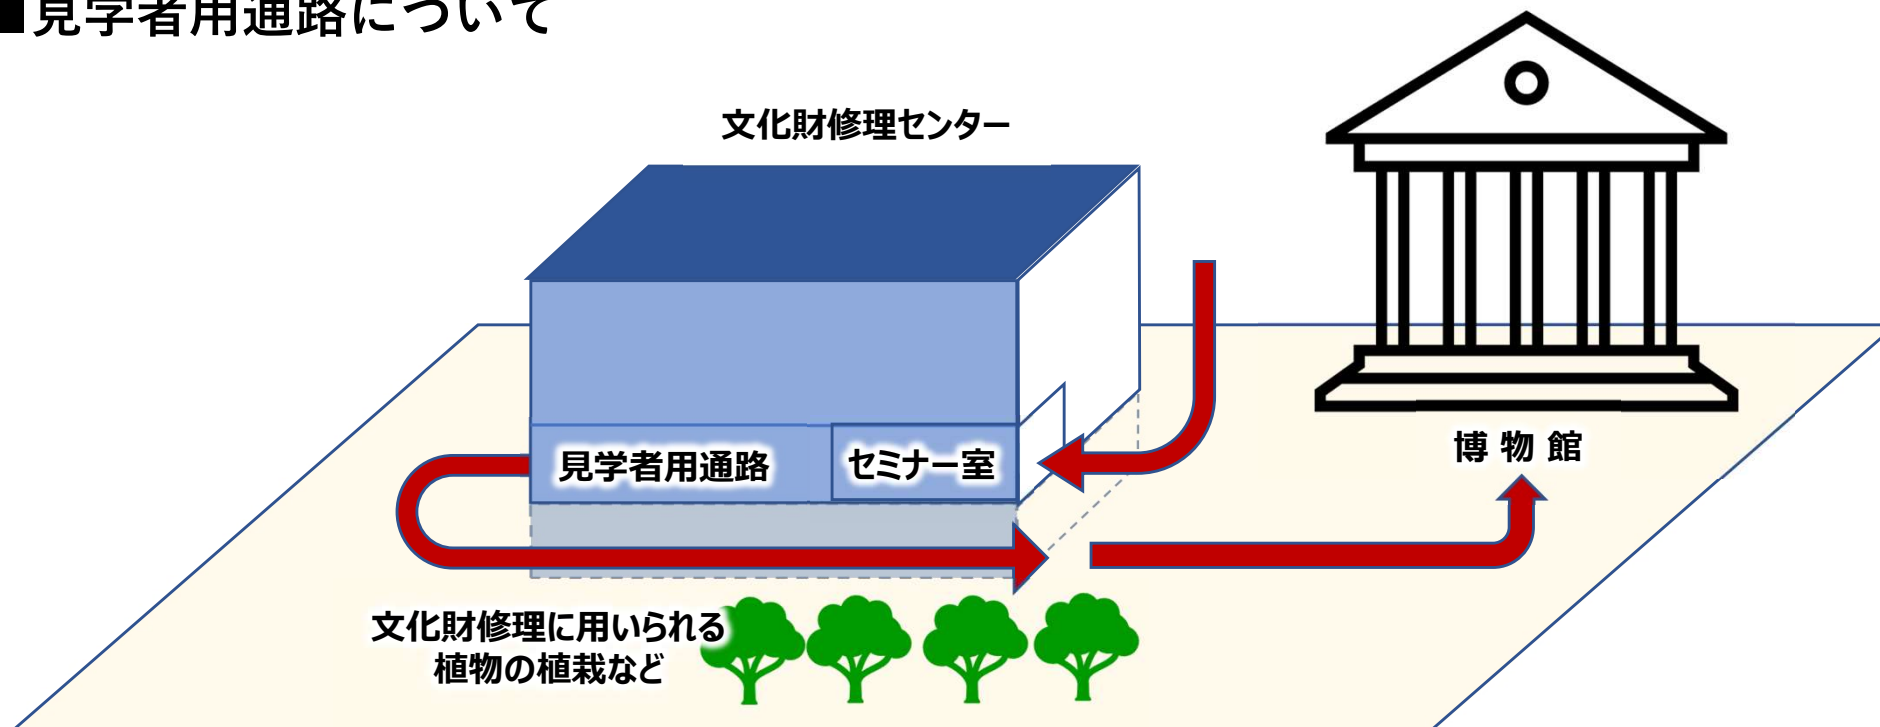 ■見学者用通路について
文化財修理センター
見学者用通路
セミナー室
博物館
文化財修理に用いられる
植物の植栽など